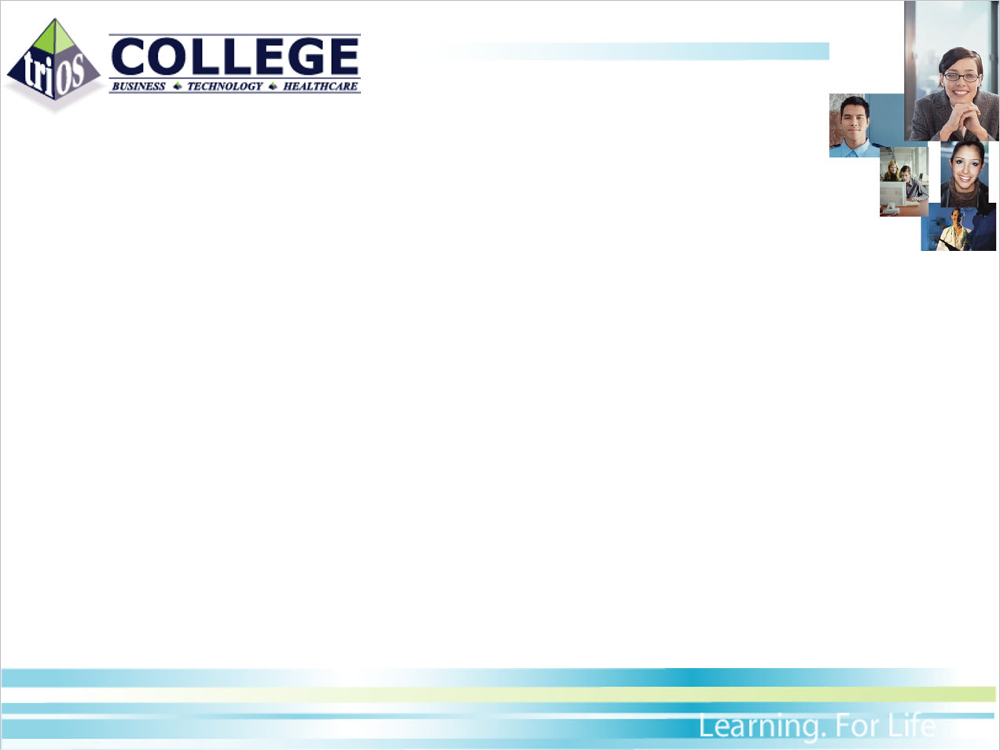 triOS
COLLEGE
BUSINESS TECHNOLOGY HEALTHCARE
Learning. For Life